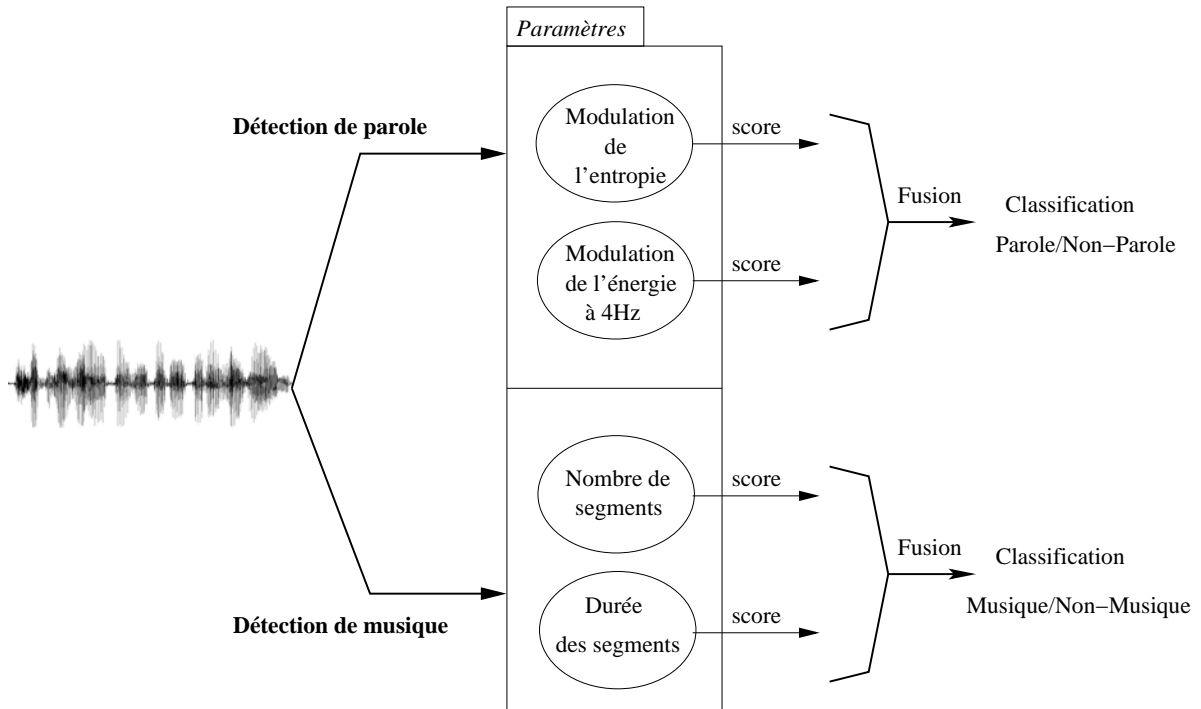 Paramètres
Détection de parole
Modulation
de
l'entropie
score
Modulation
de l'énergie
à 4Hz
score
Fusion
Classification
Parole/Non−Parole
Nombre de
segments
score
Durée
des segments
score
Fusion
Classification
Musique/Non−Musique
Détection de musique